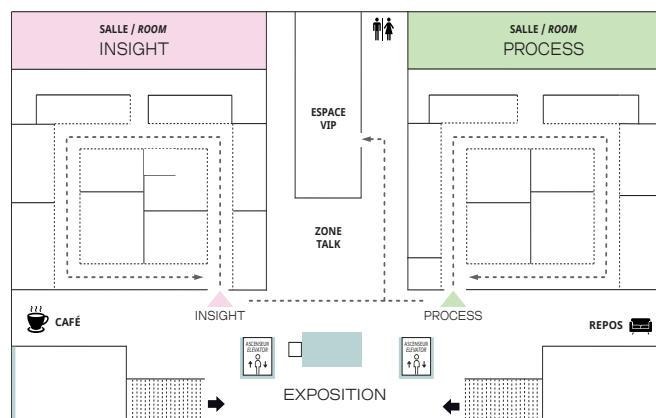 SALLE / ROOM
INSIGHT
SALLE / ROOM
PROCESS
ESPACE
VIP
ZONE
TALK
INSIGHT
PROCESS
CAFÉ
REPOS
ASCENSEUR
ELEVATOR
ASCENSEUR
ELEVATOR
EXPOSITION